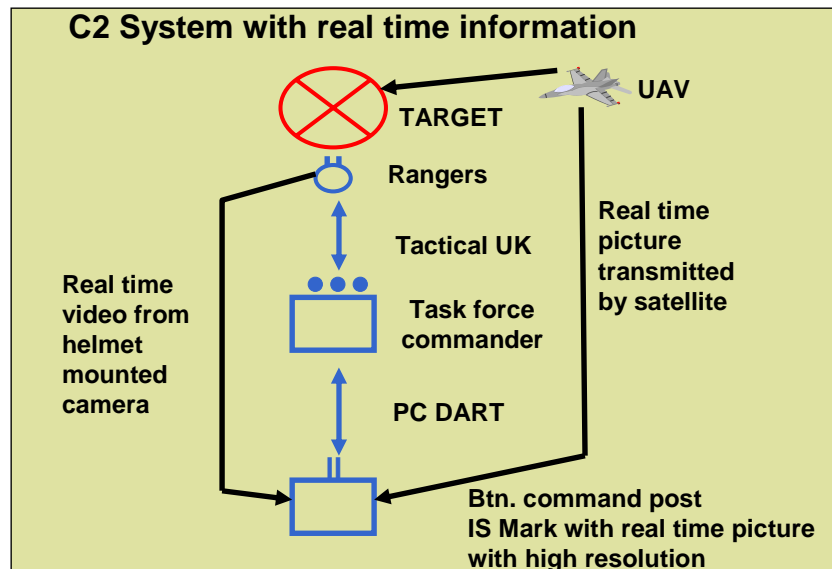 C2 System with real time information
UAV
TARGET
Rangers
Tactical UK
Real time
picture
transmitted
by satellite
Real time
video from
helmet
mounted
camera
Task force
commander
PC DART
Btn. command post
IS Mark with real time picture
with high resolution